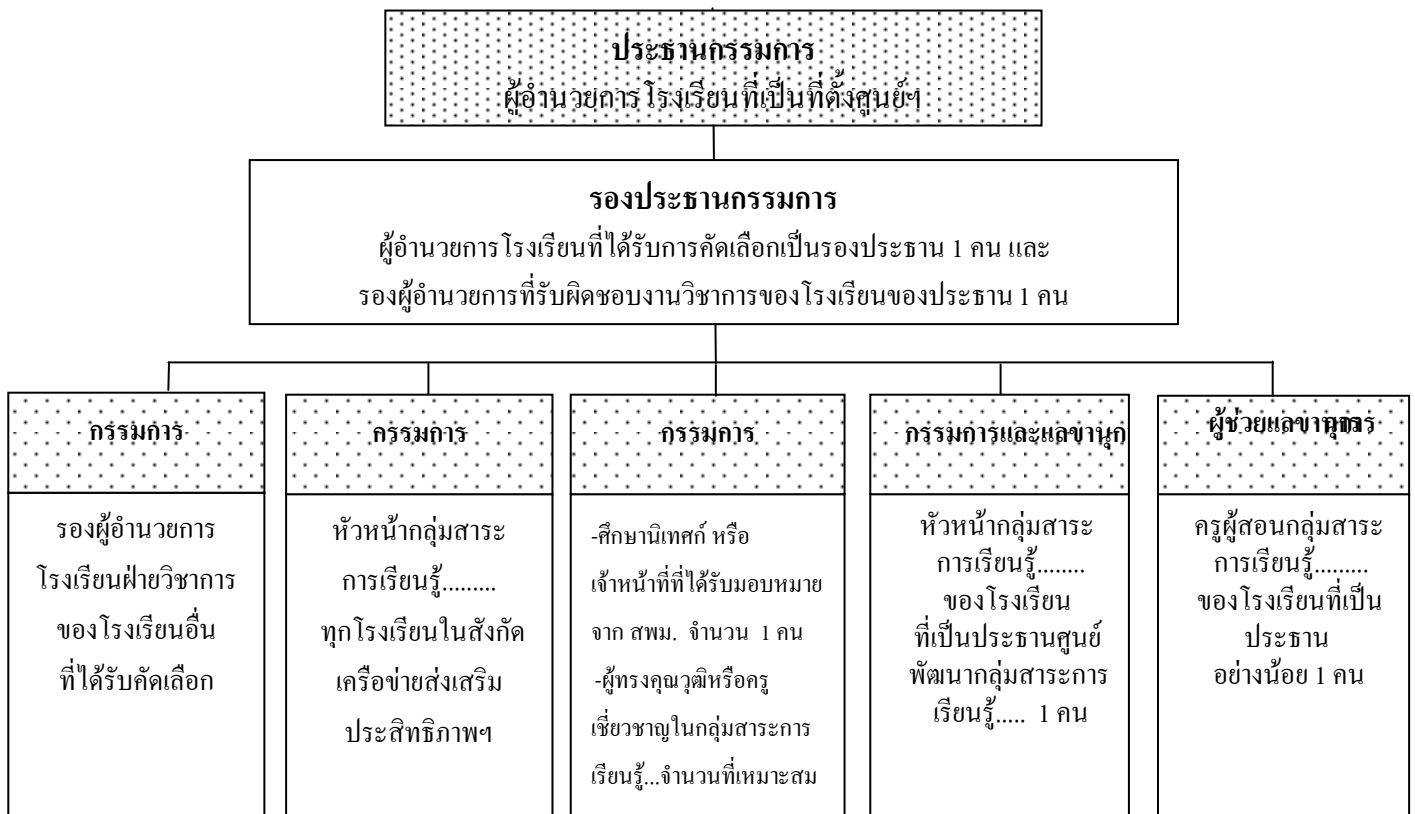 ประธานกรรมการ
ผู้อำนวยการโรงเรียนที่เป็นที่ตั้งศูนย์ฯ
รองประธานกรรมการ
ผู้อำนวยการโรงเรียนที่ได้รับการคัดเลือกเป็นรองประธาน 1 คน และ
รองผู้อำนวยการที่รับผิดชอบงานวิชาการของโรงเรียนของประธาน 1 คน
กรรมการ
รองผู้อำนวยการ
โรงเรียนฝ่ายวิชาการ
ของโรงเรียนอื่น
ที่ได้รับคัดเลือก
กรรมการ
หัวหน้ากลุ่มสาระ
การเรียนรู้.........
ทุกโรงเรียนในสังกัด
เครือข่ายส่งเสริม
ประสิทธิภาพฯ
กรรมการ
-ศึกษานิเทศก์ หรือ
เจ้าหน้าที่ที่ได้รับมอบหมาย
จาก สพม. จำนวน 1 คน
-ผู้ทรงคุณวุฒิหรือครู
เชี่ยวชาญในกลุ่มสาระการ
เรียนรู้...จำนวนที่เหมาะสม
กรรมการและแลขานุก
หัวหน้ากลุ่มสาระ
การเรียนรู้........
ของโรงเรียน
ที่เป็นประธานศูนย์
พัฒนากลุ่มสาระการ
เรียนรู้..... 1 คน
ครูผู้สอนกลุ่มสาระ
การเรียนรู้.........
ของโรงเรียนที่เป็น
ประธาน
อย่างน้อย 1 คน